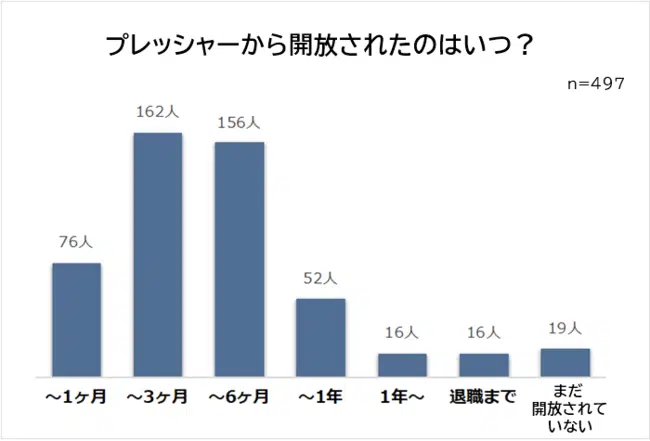 プレッシャーから開放されたのはいつ？
n=497
162人
156人
76人
52人
16人
16人
19人
～1ヶ月
～3ヶ月
～6ヶ月
～1年
1年～
退職まで
まだ
開放されて
いない